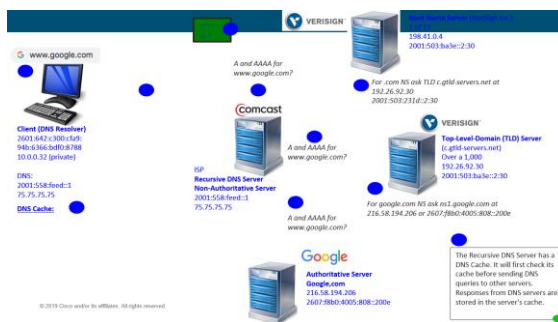 VERISIGN
198.41.0.4
2001:503:ba3e::2:30
www.google.com
A and AAAA for
www.google.com?
For .com NS ask TLD c.gtld-servers.net at
192.26.92.30
2001:503:231d::2:30
Client (DNS Resolver)
2601:642:c300:cfa9:
94b:6366:bdf0:8788
10.0.0.32 (private)
DNS:
2001:558:feed::1
75.75.75.75
DNS Cache:
COMCAST
ISP
Recursive DNS Server
Non-Authoritative Server
2001:558:feed::1
75.75.75.75
A and AAAA for
www.google.com?
VERISIGN
Top-Level-Domain (TLD) Server
(c.gtld-servers.net)
Over a 1,000
192.26.92.30
2001:503:ba3e::2:30
For google.com NS ask ns1.google.com at
216.58.194.206 or 2607:f8b0:4005:808::200e
A and AAAA for
www.google.com?
Google
Authoritative Server
Google,com
216.58.194.206
2607:f8b0:4005:808::200e
The Recursive DNS Server has a
DNS Cache. It will first check its
cache before sending DNS
queries to other servers.
Responses from DNS servers are
stored in the server's cache.
© 2019 Cisco and/or its affiliates. All rights reserved.